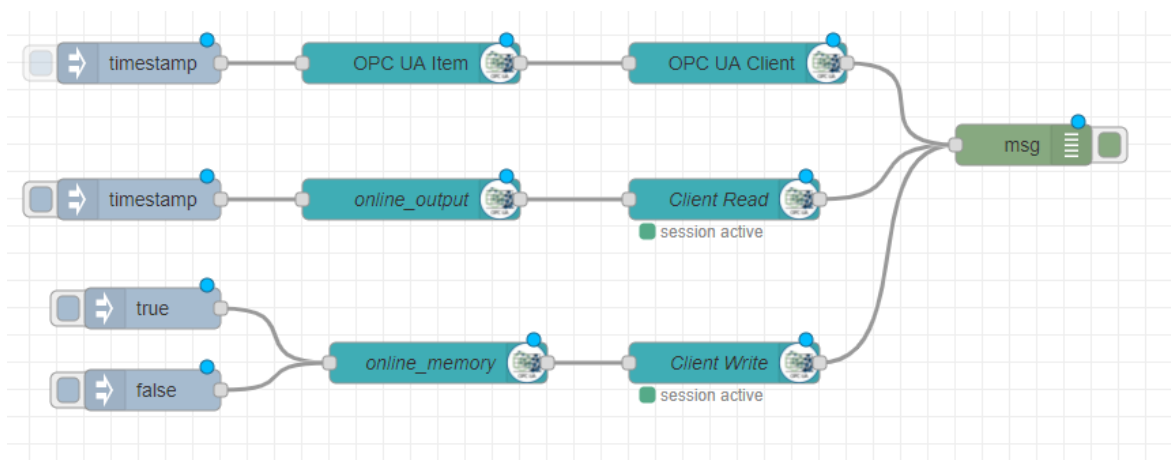 timestamp
OPC UA Item
OPC UA Client
msg
timestamp
online_output
Client Read
session active
true
false
online_memory
Client Write
session active